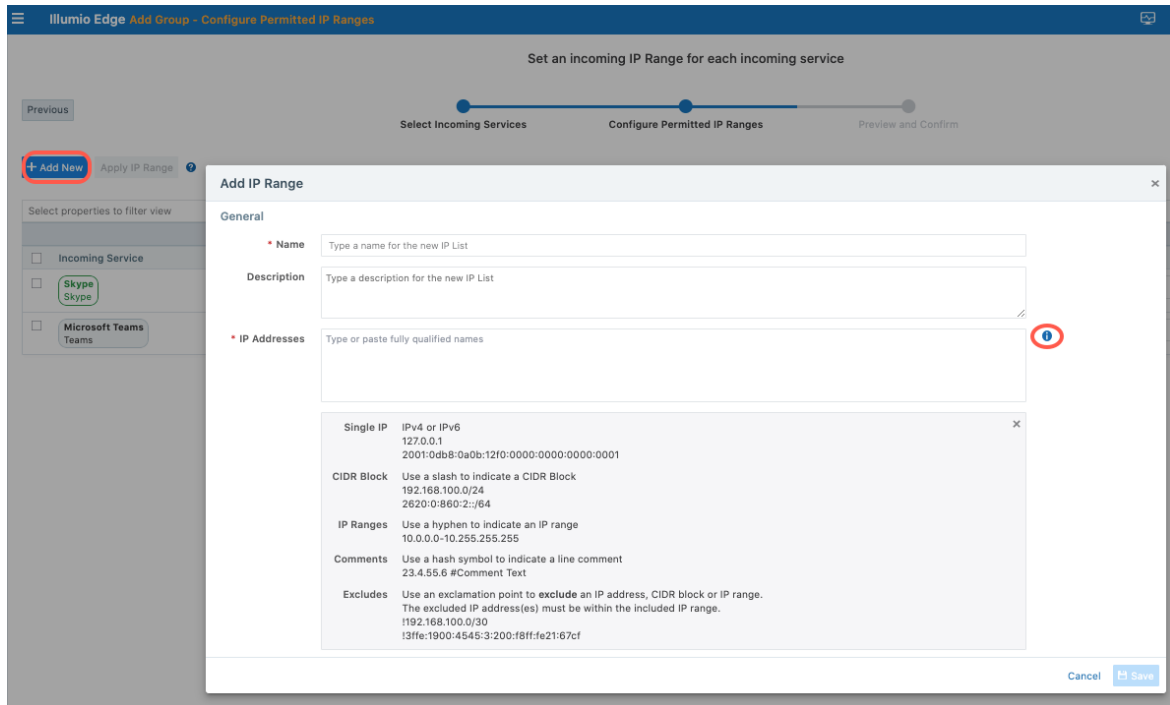 Illumio Edge Add Group - Configure Permitted IP Ranges
Set an incoming IP Range for each incoming service
Previous
Select Incoming Services
Configure Permitted IP Ranges
Preview and Confirm
+ Add New
Apply IP Range
?
Select properties to filter view
Incoming Service
Skype
Skype
Microsoft Teams
Teams
Add IP Range
×
General
* Name
Type a name for the new IP List
Description
Type a description for the new IP List
* IP Addresses
Type or paste fully qualified names
i
×
Single IP IPv4 or IPv6
127.0.0.1
2001:0db8:0a0b:12f0:0000:0000:0000:0001
CIDR Block Use a slash to indicate a CIDR Block
192.168.100.0/24
2620:0:860:2::/64
IP Ranges Use a hyphen to indicate an IP range
10.0.0.0-10.255.255.255
Comments Use a hash symbol to indicate a line comment
23.4.55.6 #Comment Text
Excludes Use an exclamation point to exclude an IP address, CIDR block or IP range.
The excluded IP address(es) must be within the included IP range.
!192.168.100.0/30
!3ffe:1900:4545:3:200:f8ff:fe21:67cf
Cancel
Save